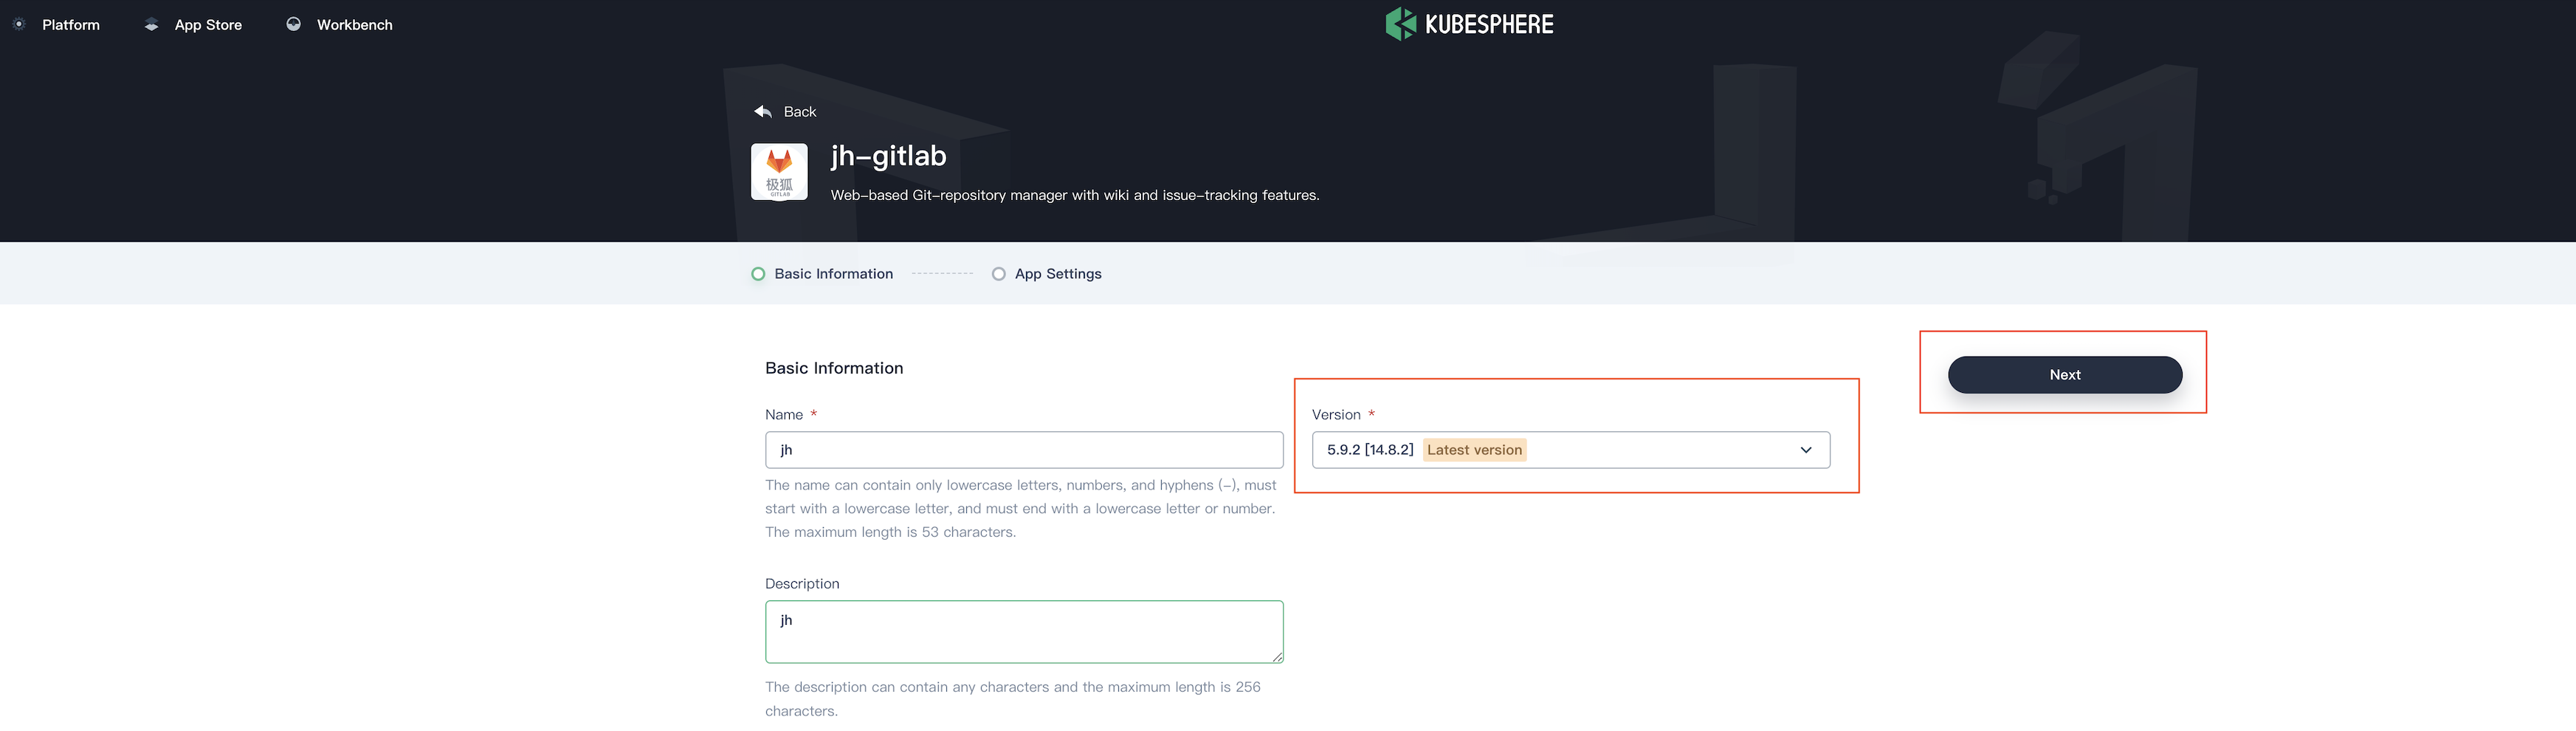 Platform
App Store
Workbench
KUBESPHERE
Back
极狐
GITLAB
jh-gitlab
Web-based Git-repository manager with wiki and issue-tracking features.
Basic Information
App Settings
Basic Information
Next
Name *
jh
The name can contain only lowercase letters, numbers, and hyphens (-), must
start with a lowercase letter, and must end with a lowercase letter or number.
The maximum length is 53 characters.
Version *
5.9.2 [14.8.2] Latest version
Description
jh
The description can contain any characters and the maximum length is 256
characters.